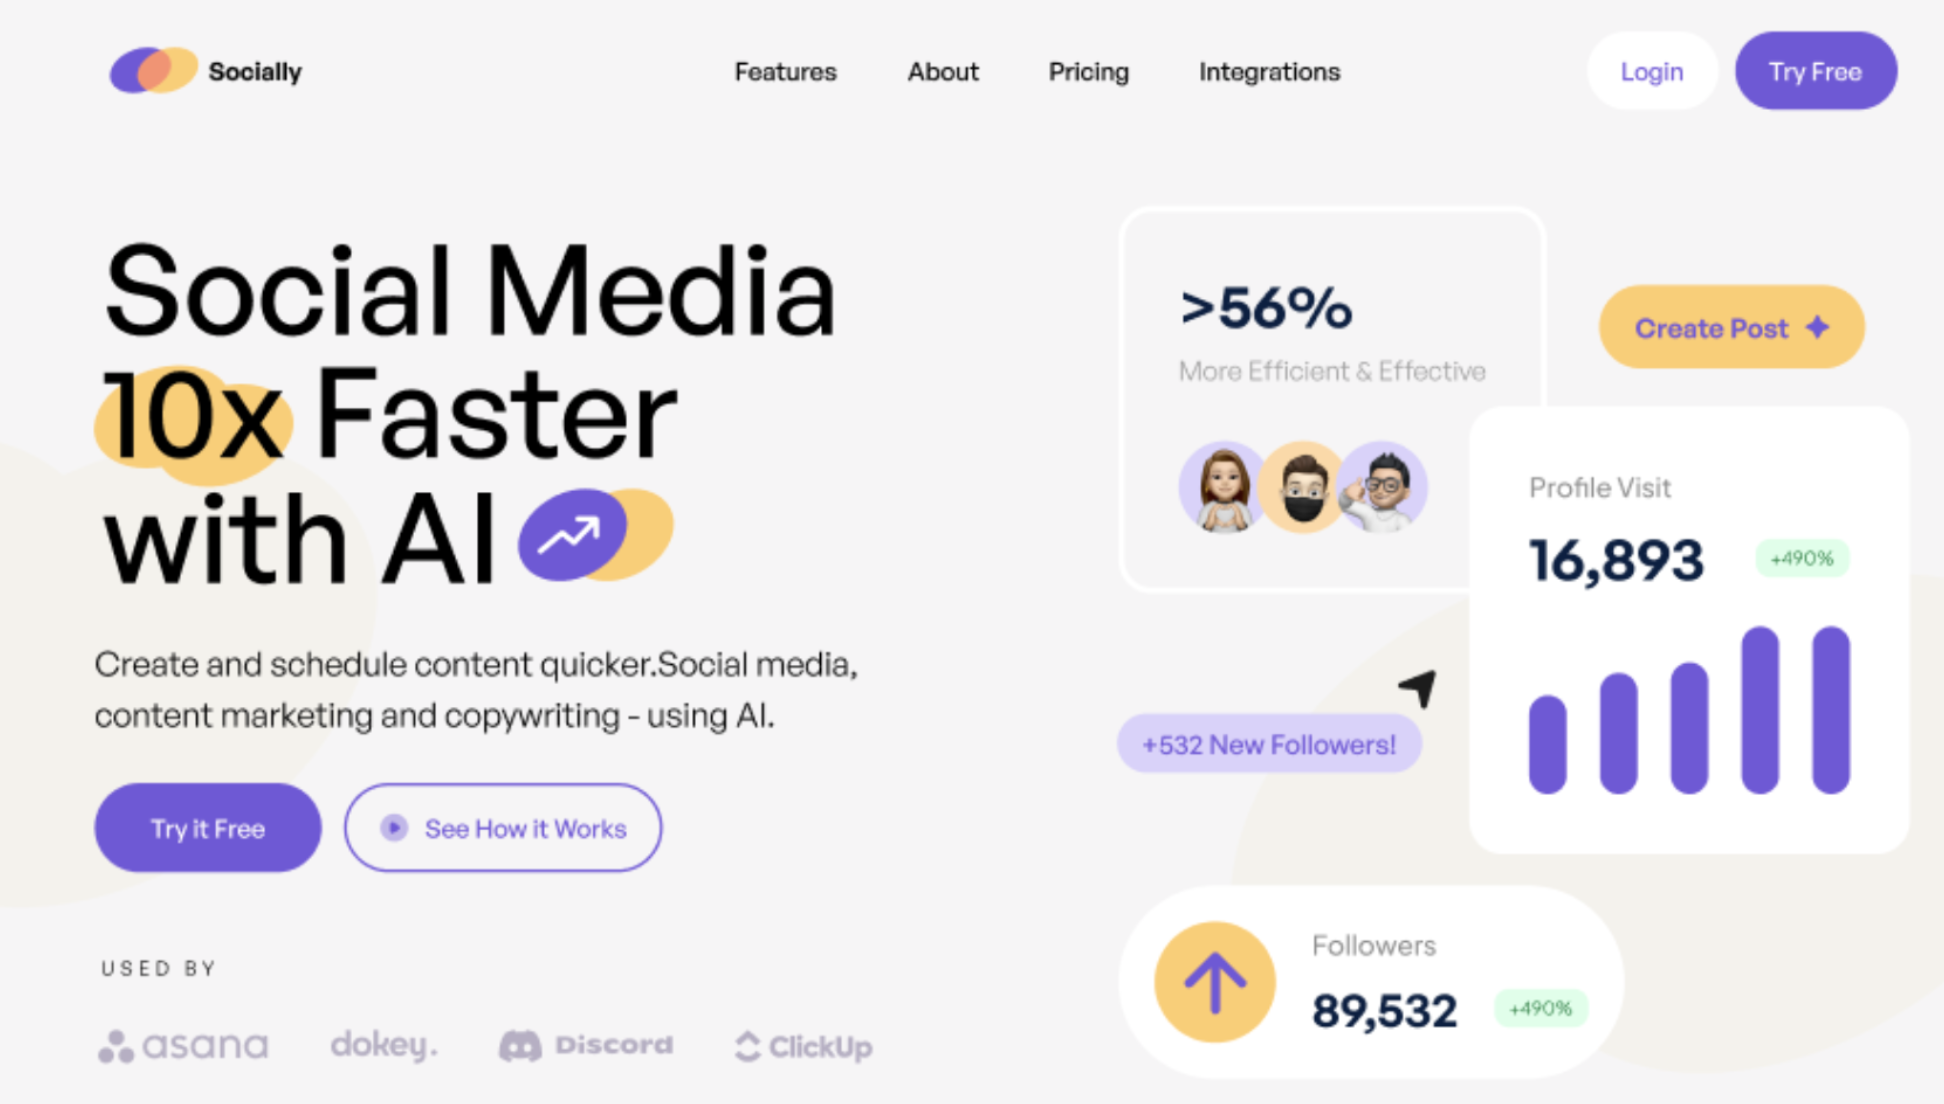 Socially
Features
About
Pricing
Integrations
Login
Try Free
Social Media
10x Faster
with AI
Create and schedule content quicker.Social media,
content marketing and copywriting - using AI.
Try it Free
See How it Works
USED BY
asana
dokey.
Discord
ClickUp
>56%
More Efficient & Effective
Create Post
Profile Visit
16,893
+490%
+532 New Followers!
Followers
89,532
+490%